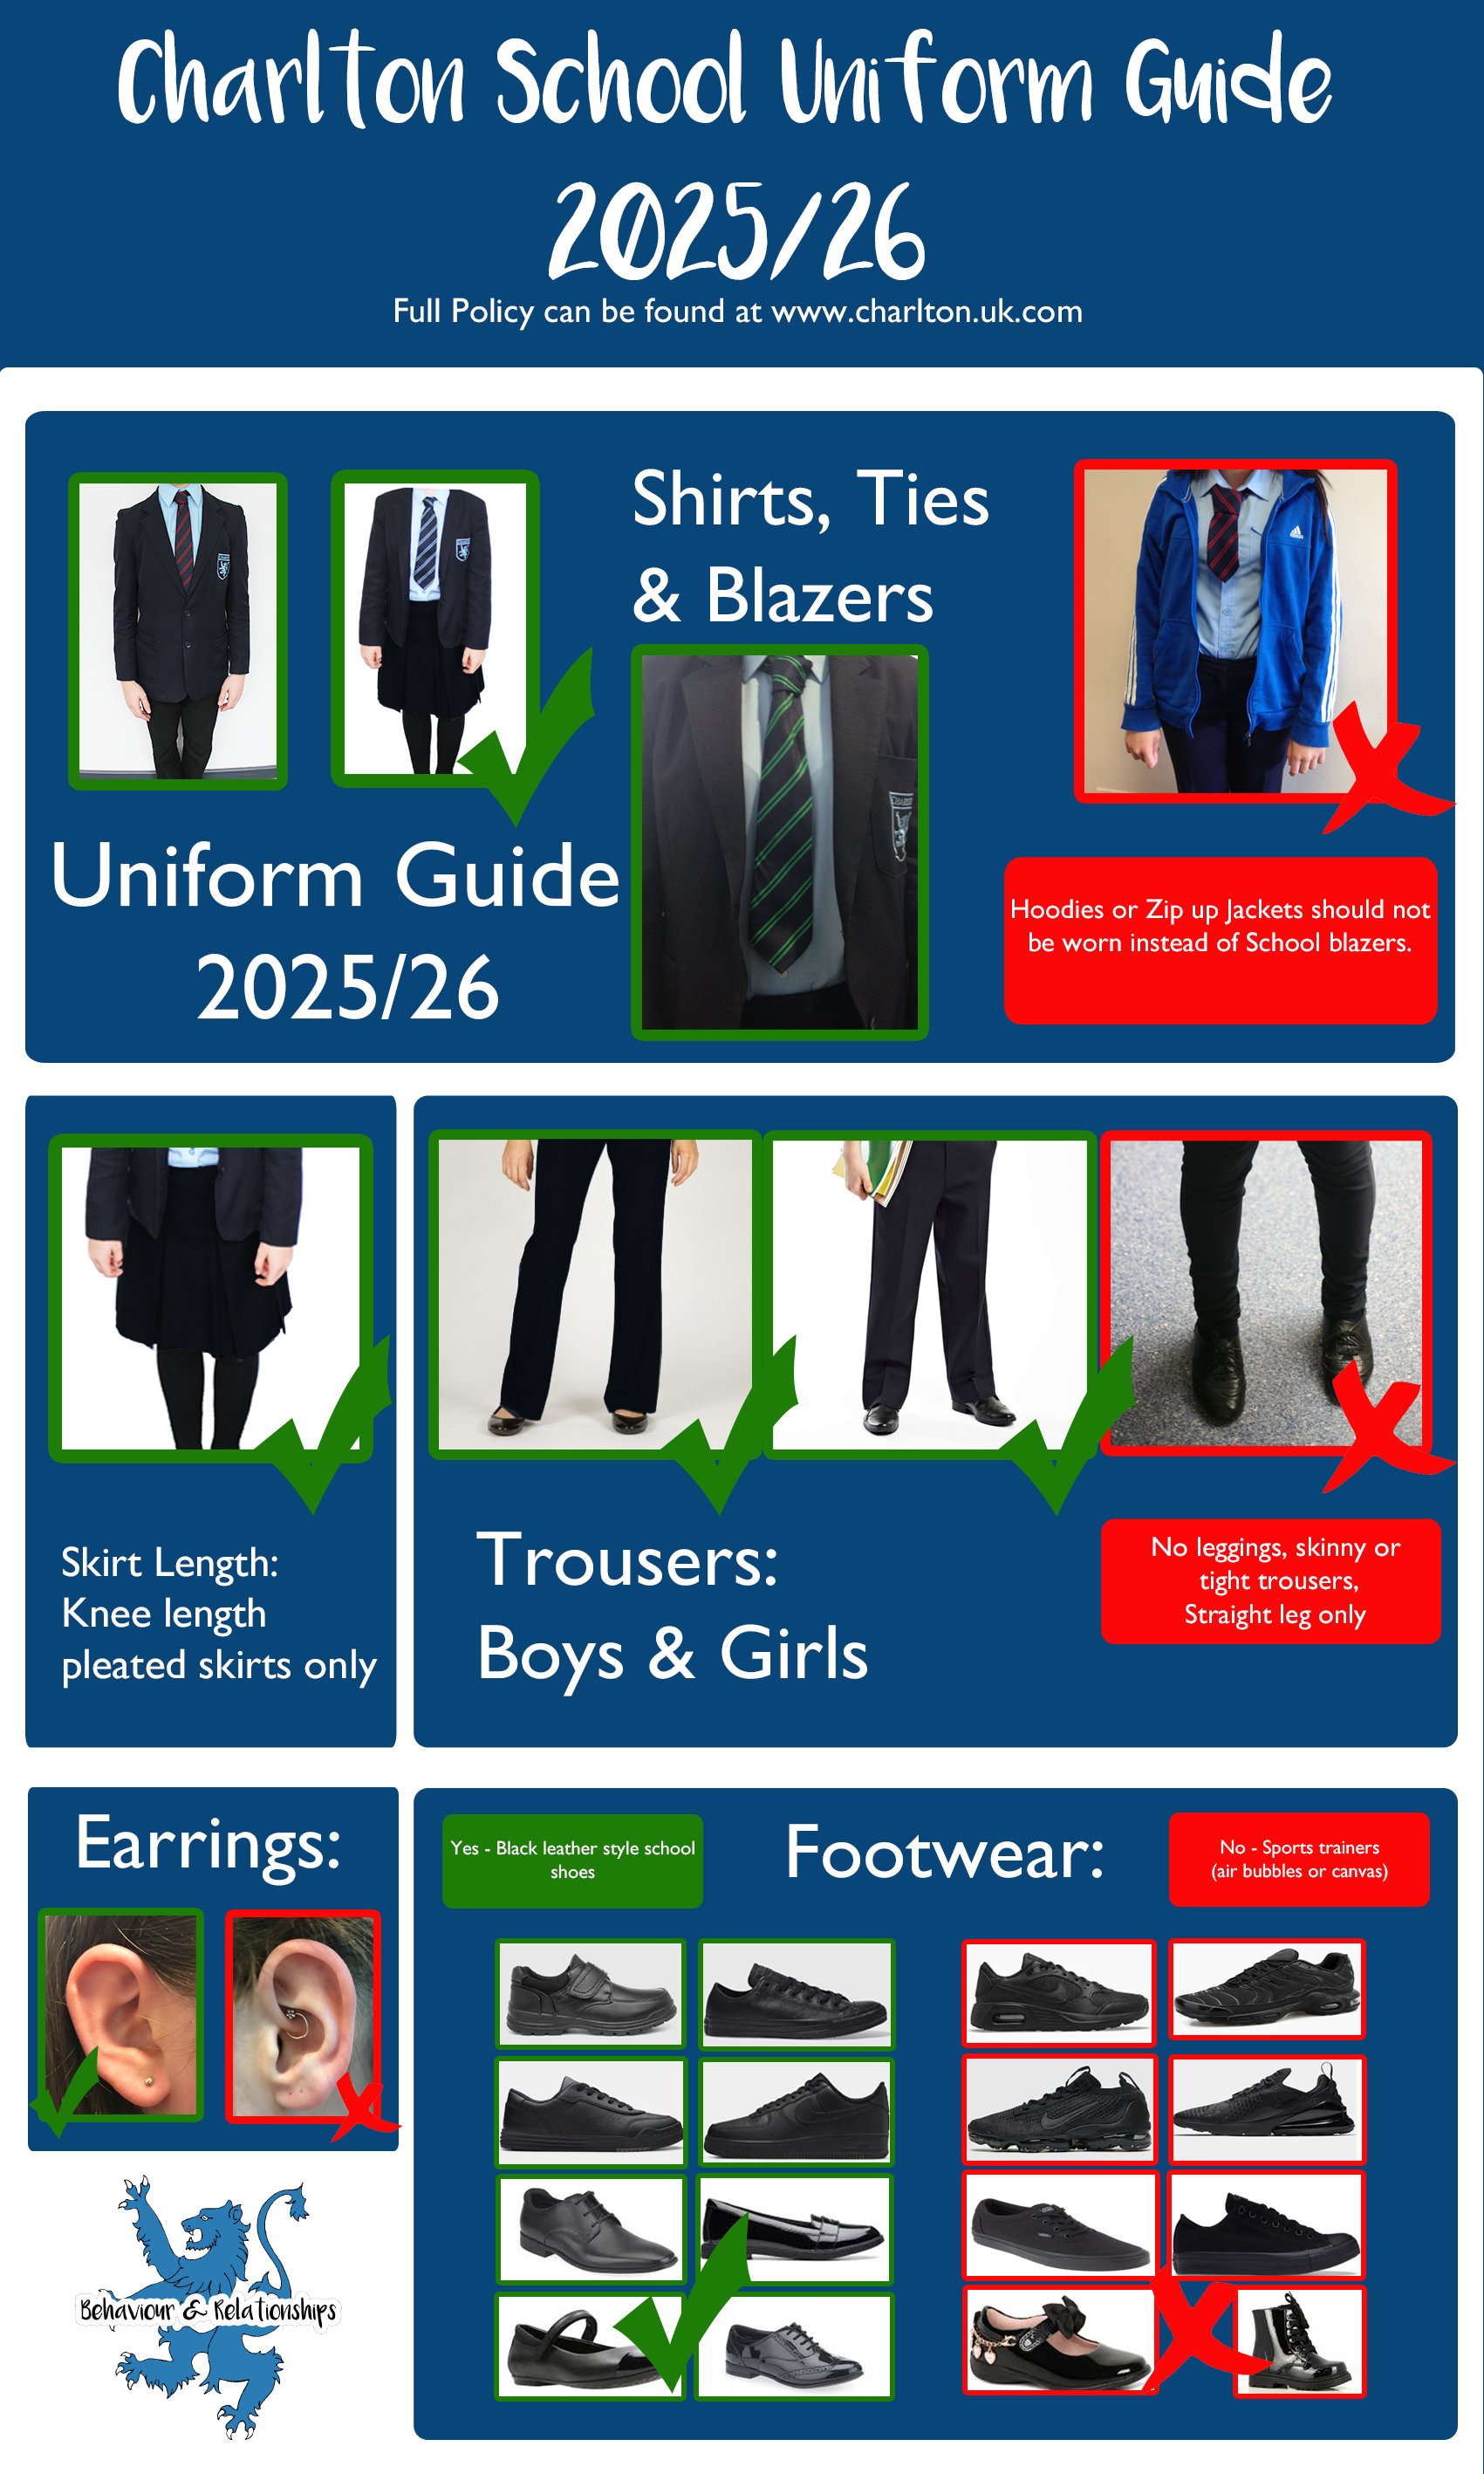 Charlton School Uniform Guide
2025/26
Full Policy can be found at www.charlton.uk.com
Shirts, Ties
& Blazers
adidas
Uniform Guide
2025/26
Hoodies or Zip up Jackets should not
be worn instead of School blazers.
Skirt Length:
Knee length
pleated skirts only
Trousers:
Boys & Girls
No leggings, skinny or
tight trousers,
Straight leg only
Earrings:
Yes - Black leather style school
shoes
Footwear:
No - Sports trainers
(air bubbles or canvas)
Behaviour & Relationships